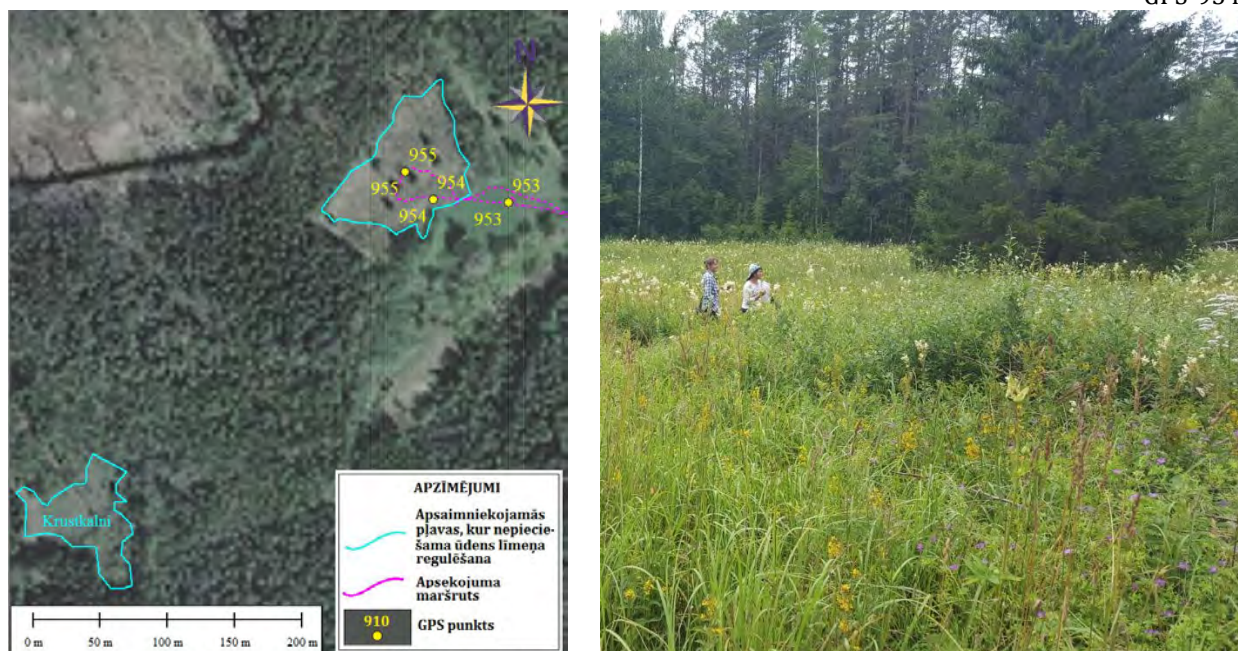 N
955
954
953
955
954
953
Krustkalni
APZĪMĒJUMI
Apsaimniekojamās
pļavas, kur nepiecie-
šama ūdens līmeņa
regulēšana
Apsekojuma
maršruts
910
GPS punkts
0 m
50 m
100 m
150 m
200 m